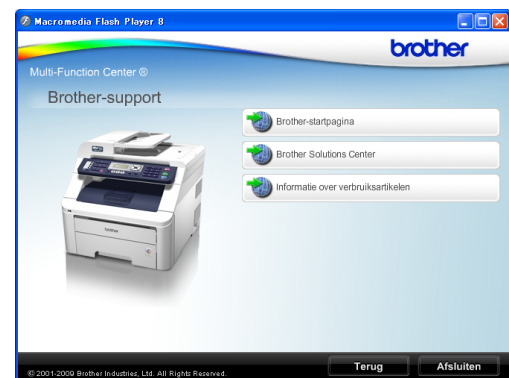 Macromedia Flash Player 8
brother
Multi-Function Center ®
Brother-support
Brother-startpagina
Brother Solutions Center
Informatie over verbruiksartikelen
brother
Terug
Afsluiten
© 2001-2009 Brother Industries, Ltd. All Rights Reserved.